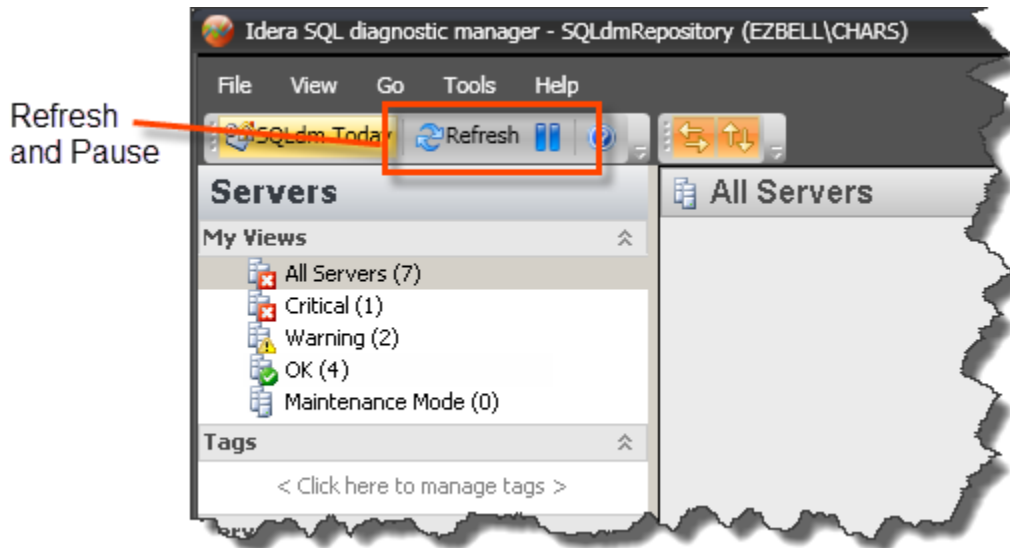 Idera SQL diagnostic manager - SQLdmRepository (EZBELL\CHARS)
File View Go Tools Help
Refresh
and Pause
SQLdm Today Refresh
Servers
All Servers
My Views
All Servers (7)
Critical (1)
Warning (2)
OK (4)
Maintenance Mode (0)
Tags
< Click here to manage tags >